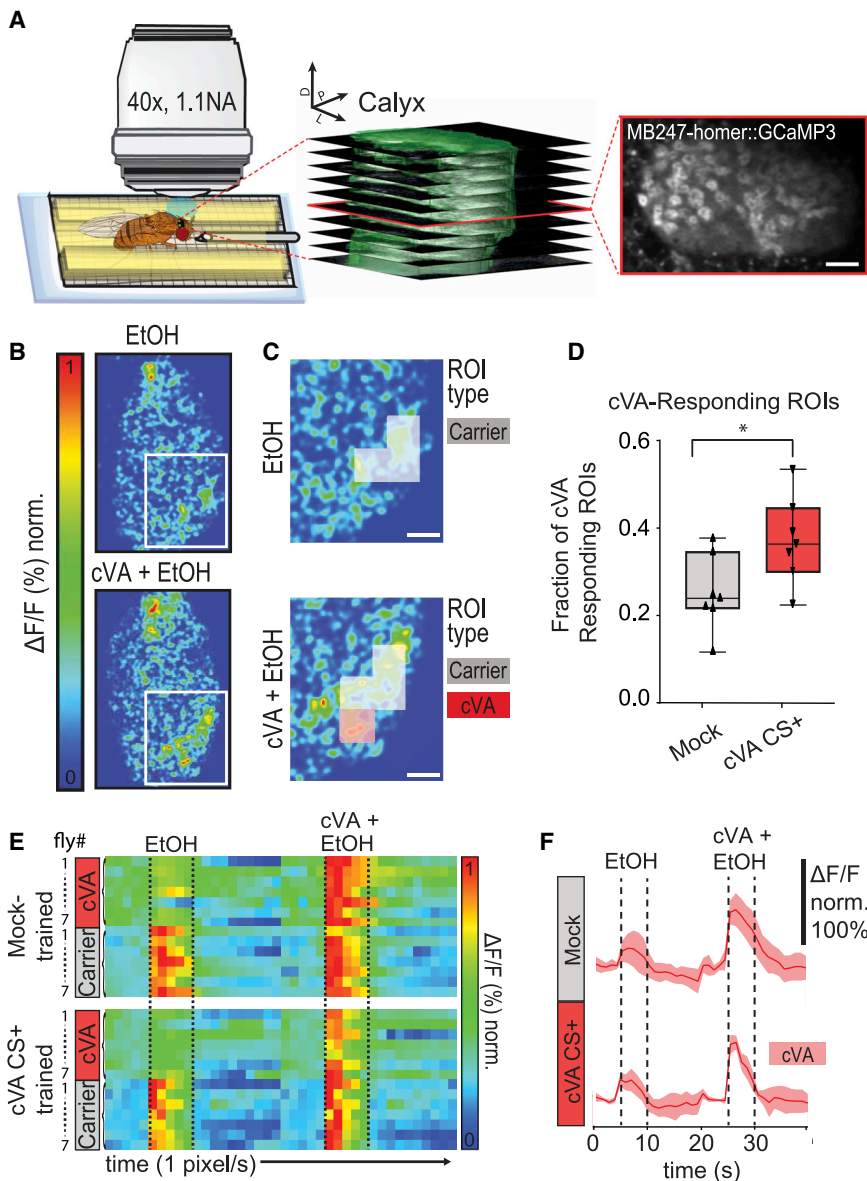 A
40x, 1.1NA
D
P
L
Calyx
MB247-homer::GCaMP3
B
EtOH
cVA + EtOH
1
0
ΔF/F (%) norm.
C
EtOH
ROI
type
Carrier
cVA + EtOH
ROI
type
Carrier
cVA
D
cVA-Responding ROIs
*
Fraction of cVA
Responding ROIs
0.6
0.4
0.2
0.0
Mock
cVA CS+
E
fly#
EtOH
cVA +
EtOH
Mock-
trained
1
7
cVA
1
7
Carrier
cVA CS+
trained
1
cVA
1
7
Carrier
1
0
ΔF/F (%) norm.
time (1 pixel/s)
F
EtOH
cVA +
EtOH
ΔF/F
norm.
100%
Mock
cVA CS+
cVA
0
10
20
30
time (s)